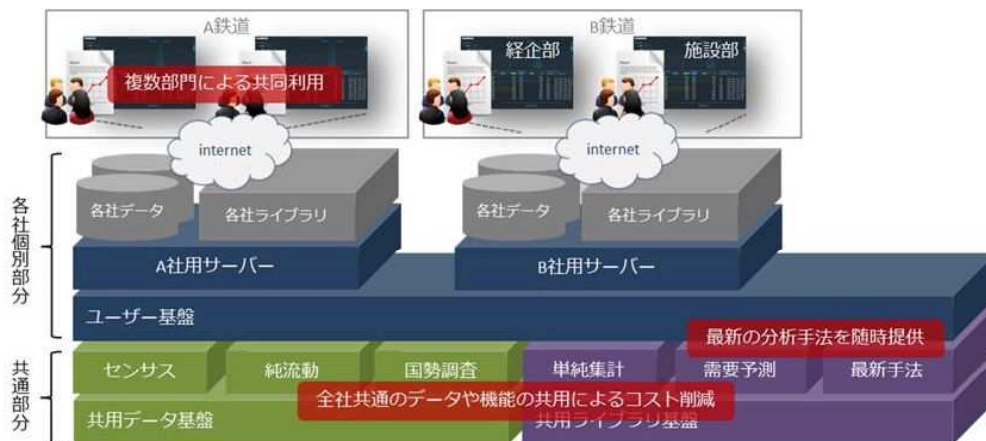 A鉄道
B鉄道
経企部
施設部
複数部門による共同利用
internet
internet
各社データ
各社ライブラリ
各社データ
各社ライブラリ
各社個別部分
A社用サーバー
B社用サーバー
ユーザー基盤
最新の分析手法を随時提供
共通部分
センサス
純流動
国勢調査
単純集計
需要予測
最新手法
全社共通のデータや機能の共用によるコスト削減
共用データ基盤
共用ライブラリ基盤